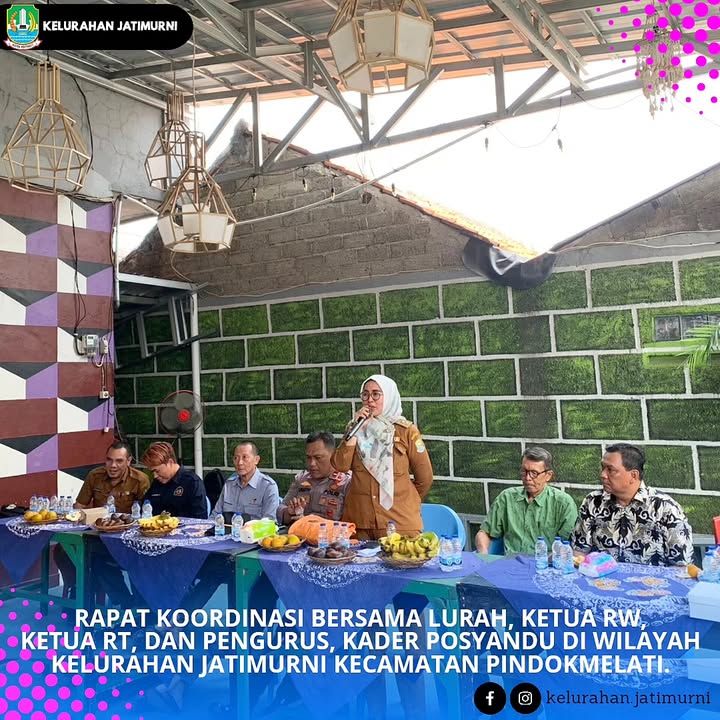 KELURAHAN JATIMURNI
RAPAT KOORDINASI BERSAMA LURAH, KETUA RW,
KETUA RT, DAN PENGURUS, KADER POSYANDU DI WILAYAH
KELURAHAN JATIMURNI KECAMATAN PINDOKMELATI.
kelurahan jatimurni